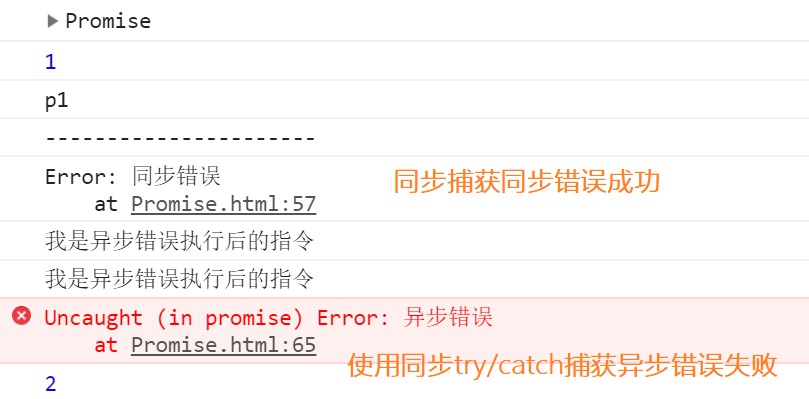 Promise
1
p1
----------------------
Error: 同步错误
at Promise.html:57
同步捕获同步错误成功
我是异步错误执行后的指令
我是异步错误执行后的指令
Uncaught (in promise) Error: 异步错误
at Promise.html:65
使用同步try/catch捕获异步错误失败
2